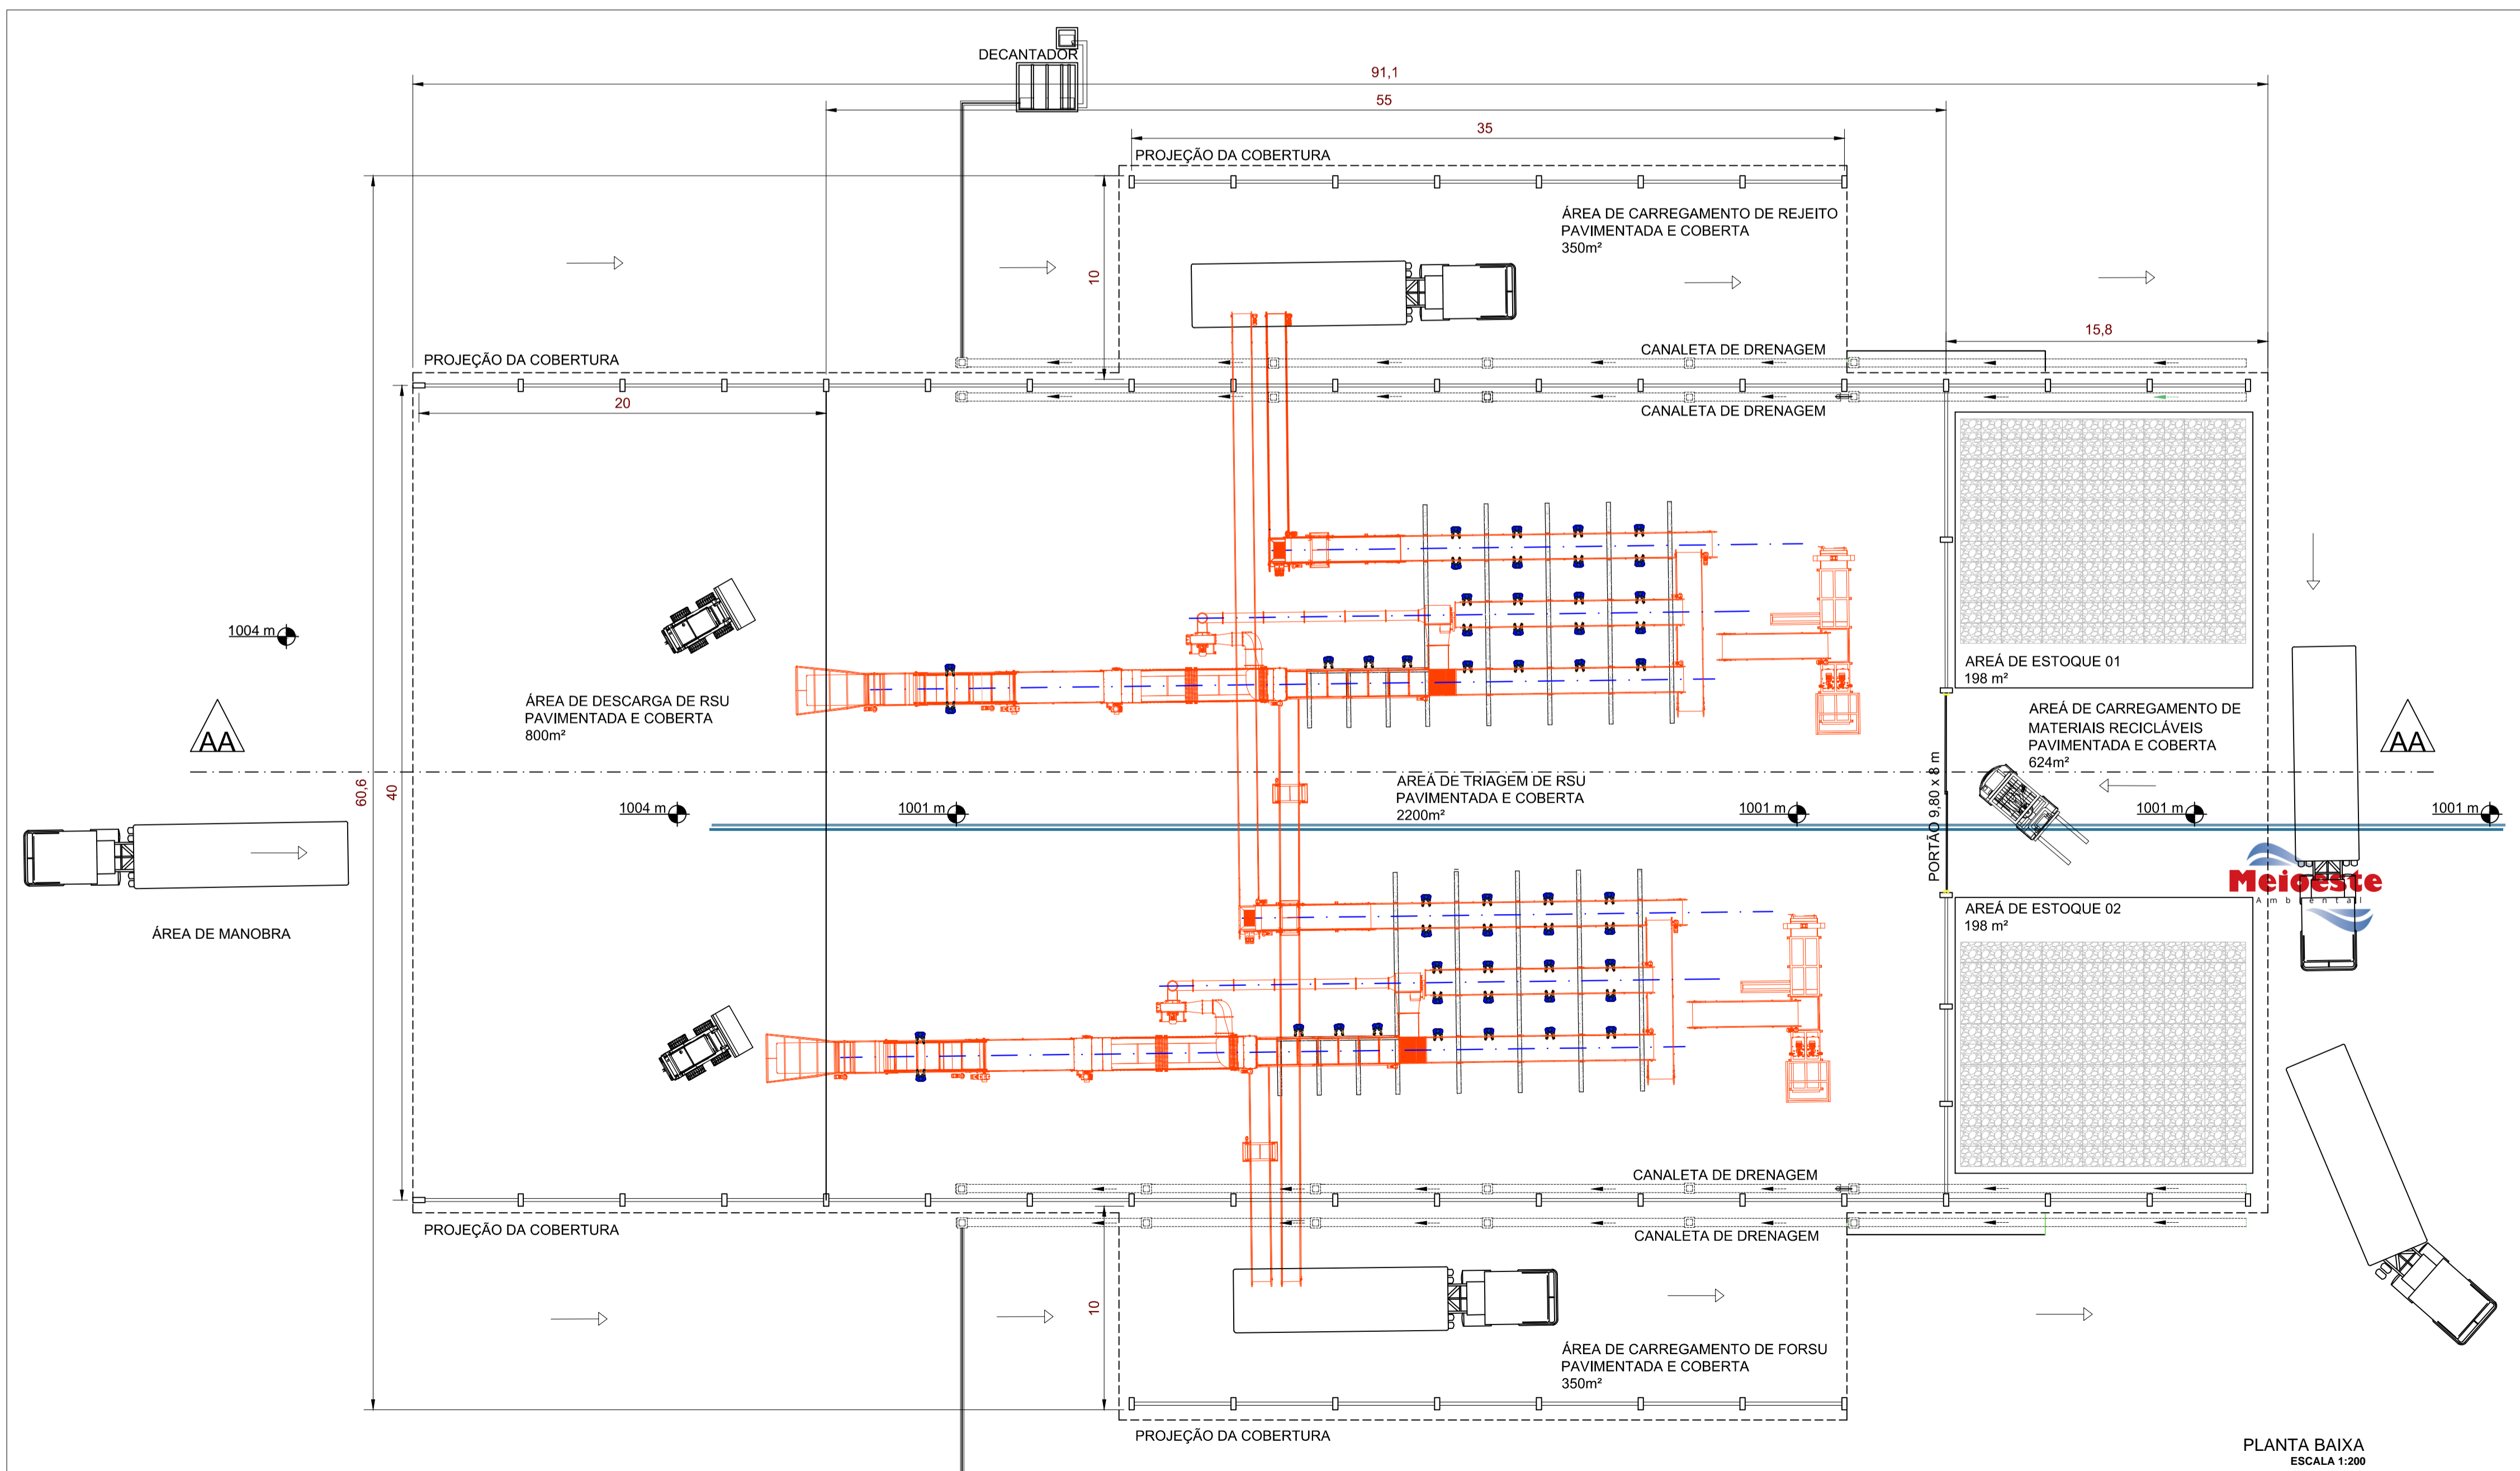 DECANTADOR
91,1
55
35
PROJEÇÃO DA COBERTURA
ÁREA DE CARREGAMENTO DE REJEITO
PAVIMENTADA E COBERTA
350m²
10
15,8
PROJEÇÃO DA COBERTURA
CANALETA DE DRENAGEM
20
CANALETA DE DRENAGEM
1004 m
AREÁ DE ESTOQUE 01
198 m²
ÁREA DE DESCARGA DE RSU
PAVIMENTADA E COBERTA
800m²
AREÁ DE CARREGAMENTO DE
MATERIAIS RECICLÁVEIS
PAVIMENTADA E COBERTA
624m²
AA
AA
60,6
40
AREÁ DE TRIAGEM DE RSU
PAVIMENTADA E COBERTA
2200m²
PORTÃO 9,80 x 8 m
1004 m
1001 m
1001 m
1001 m
1001 m
Meioeste
Ambiental
AREÁ DE ESTOQUE 02
198 m²
ÁREA DE MANOBRA
CANALETA DE DRENAGEM
PROJEÇÃO DA COBERTURA
CANALETA DE DRENAGEM
10
ÁREA DE CARREGAMENTO DE FORSU
PAVIMENTADA E COBERTA
350m²
PROJEÇÃO DA COBERTURA
PLANTA BAIXA
ESCALA 1:200